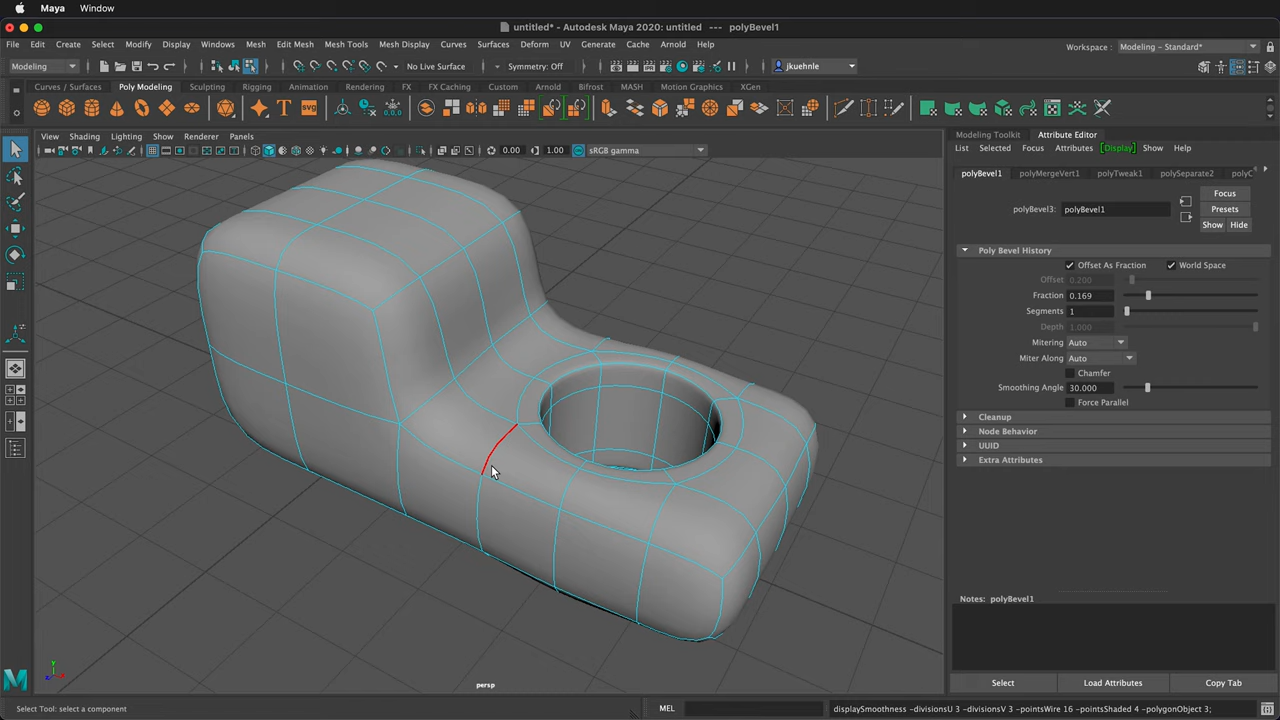 Maya Window
untitled* - Autodesk Maya 2020: untitled --- polyBevel1
File Edit Create Select Modify Display Windows Mesh Edit Mesh Mesh Tools Mesh Display Curves Surfaces Deform UV Generate Cache Arnold Help
Workspace : Modeling - Standard*
Modeling No Live Surface Symmetry: Off jkuehnle
Curves / Surfaces Poly Modeling Sculpting Rigging Animation Rendering FX FX Caching Custom Arnold Bifrost MASH Motion Graphics XGen
T SVG 0,0,0
View Shading Lighting Show Renderer Panels
0.00 1.00 sRGB gamma
persp
y
Modeling Toolkit Attribute Editor
List Selected Focus Attributes [Display] Show Help
polyBevel1 polyMergeVert1 polyTweak1 polySeparate2 polyC
Focus
polyBevel3: polyBevel1 Presets
Show Hide
Poly Bevel History
Offset As Fraction World Space
Offset 0.200
Fraction 0.169
Segments 1
Depth 1.000
Mitering Auto
Miter Along Auto
Chamfer
Smoothing Angle 30.000
Force Parallel
Cleanup
Node Behavior
UUID
Extra Attributes
Notes: polyBevel1
Select Load Attributes Copy Tab
Select Tool: select a component
MEL
displaySmoothness -divisionsU 3 -divisionsV 3 -pointsWire 16 -pointsShaded 4 -polygonObject 3;